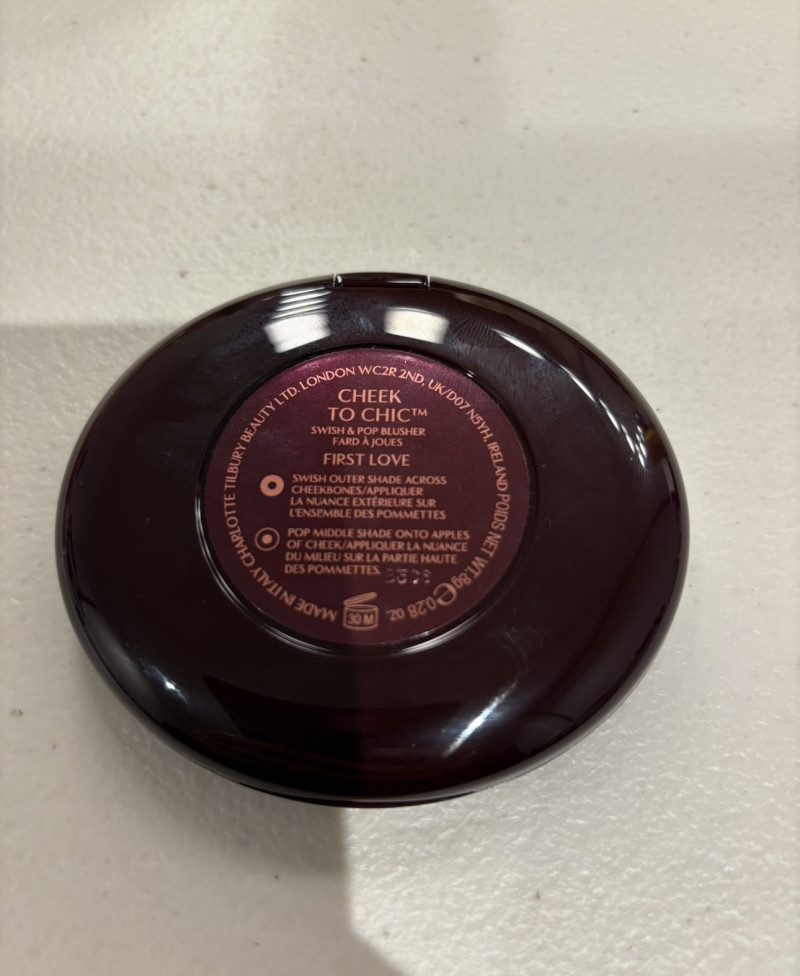 CHARLOTTE TILBURY BEAUTY LTD. LONDON WC2R 2ND, UK/D07 N5YH, IRELAND POIDS NET WT.8g ℮ 0.28 OZ.
CHEEK
TO CHIC™
SWISH & POP BLUSHER
FARD À JOUES
FIRST LOVE
SWISH OUTER SHADE ACROSS
CHEEKBONES/APPLIQUER
LA NUANCE EXTÉRIEURE SUR
L'ENSEMBLE DES POMMETTES
POP MIDDLE SHADE ONTO APPLES
OF CHEEK/APPLIQUER LA NUANCE
DU MILIEU SUR LA PARTIE HAUTE
DES POMMETTES.
30 M
MADE IN ITALY